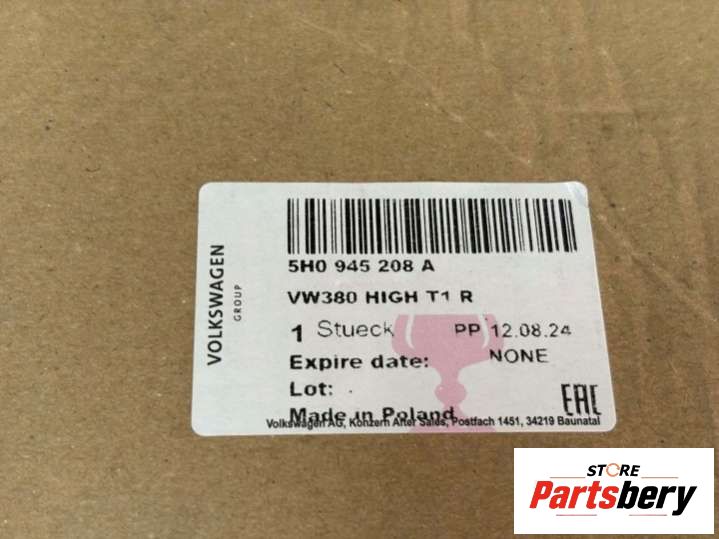 VOLKSWAGEN
GROUP
5H0 945 208 A
VW380 HIGH T1 R
1 Stueck PP 12.08.24
Expire date: NONE
Lot: .
Made in Poland
EAC
Volkswagen AG, Konzern After Sales, Postfach 1451, 34219 Baunatal
STORE
Partsbery